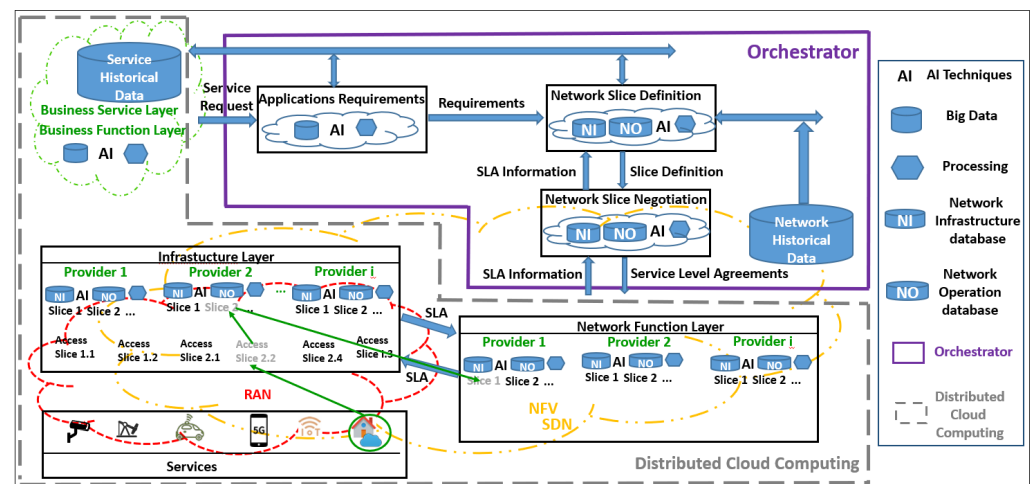 Service
Historical
Data
Business Service Layer
Business Function Layer
AI
Service
Request
Orchestrator
Applications Requirements
AI
Requirements
Network Slice Definition
NI NO AI
SLA Information
Slice Definition
Network Slice Negotiation
NI NO AI
SLA Information
Service Level Agreements
Network
Historical
Data
Infrastucture Layer
Provider 1 Provider 2 Provider i
NI AI NO NI AI NO ... NI AI NO
Slice 1 Slice 2 ... Slice 1 Slice 2 ... Slice 1 Slice 2 ...
Access
Slice 1.1
Access
Slice 1.2
Access
Slice 2.1
Access
Slice 2.2
Access
Slice 2.4
Access
Slice i.3
RAN
SLA
SLA
Network Function Layer
Provider 1 Provider 2 Provider i
NI AI NO NI AI NO NI AI NO
Slice 1 Slice 2 ... Slice 1 Slice 2 ... Slice 1 Slice 2 ...
NFV
SDN
5G
Services
Distributed Cloud Computing
AI AI Techniques
Big Data
Processing
NI
Network
Infrastructure
database
NO
Network
Operation
database
Orchestrator
Distributed
Cloud
Computing